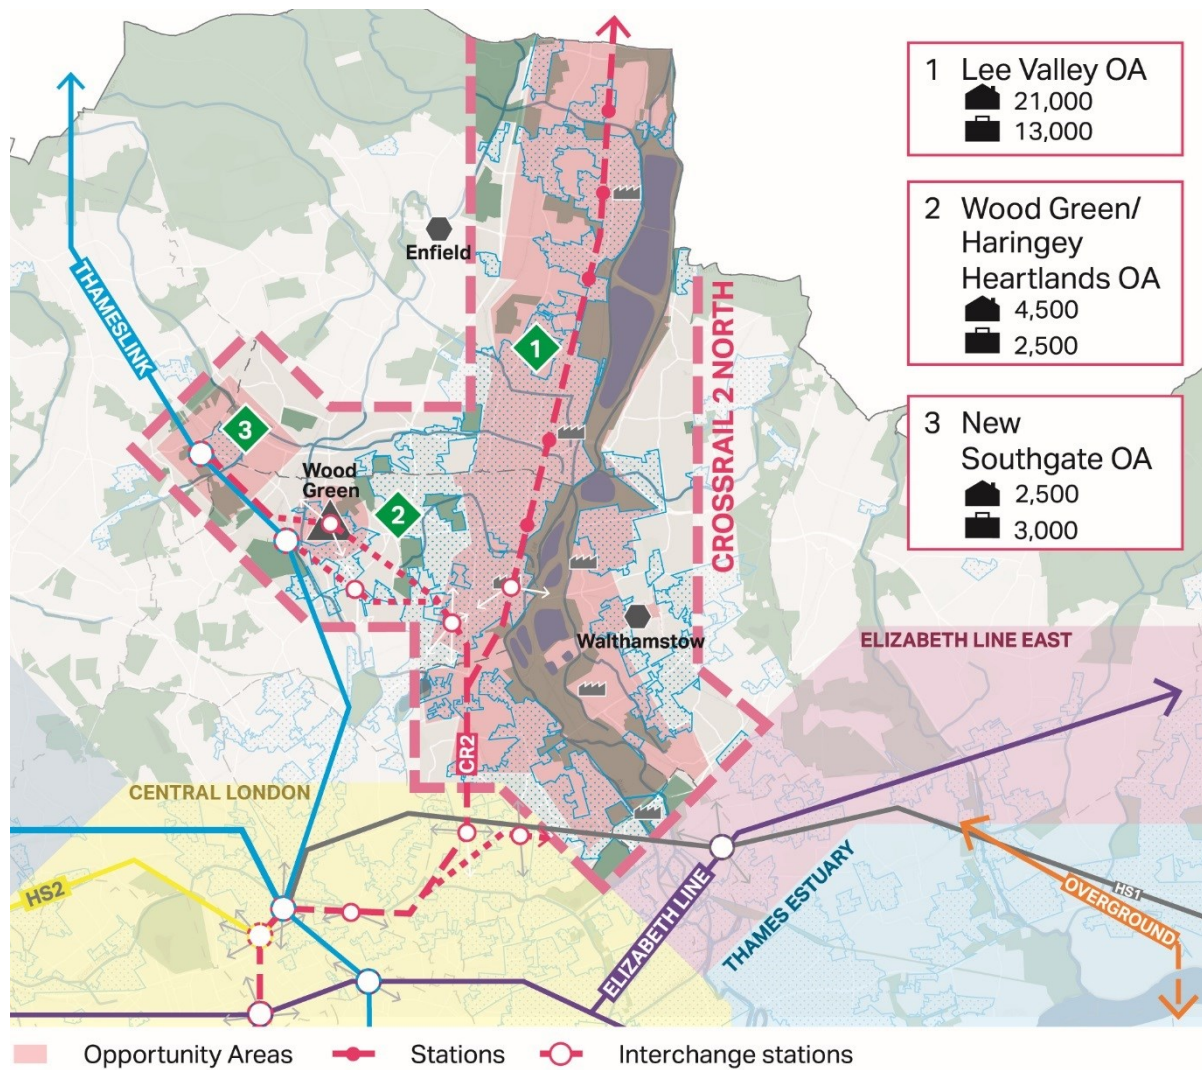 1 Lee Valley OA
21,000
13,000
2 Wood Green/
Haringey
Heartlands OA
4,500
2,500
3 New
Southgate OA
2,500
3,000
THAMESLINK
Enfield
1
CROSSRAIL 2 NORTH
3
Wood
Green
2
Walthamstow
ELIZABETH LINE EAST
CR2
CENTRAL LONDON
HS2
ELIZABETH LINE
THAMES ESTUARY
HS1
OVERGROUND
Opportunity Areas
Stations
Interchange stations